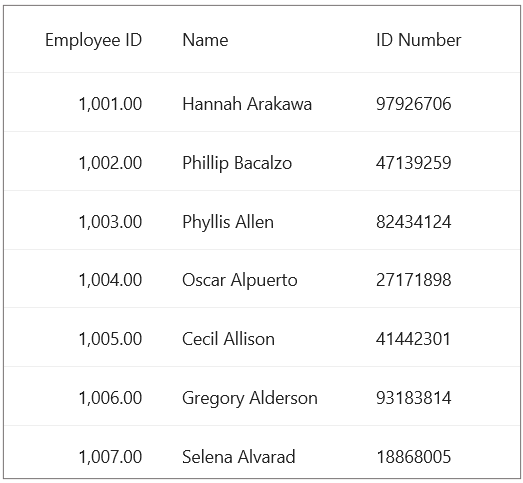 Employee ID Name ID Number
1,001.00 Hannah Arakawa 97926706
1,002.00 Phillip Bacalzo 47139259
1,003.00 Phyllis Allen 82434124
1,004.00 Oscar Alpuerto 27171898
1,005.00 Cecil Allison 41442301
1,006.00 Gregory Alderson 93183814
1,007.00 Selena Alvarad 18868005